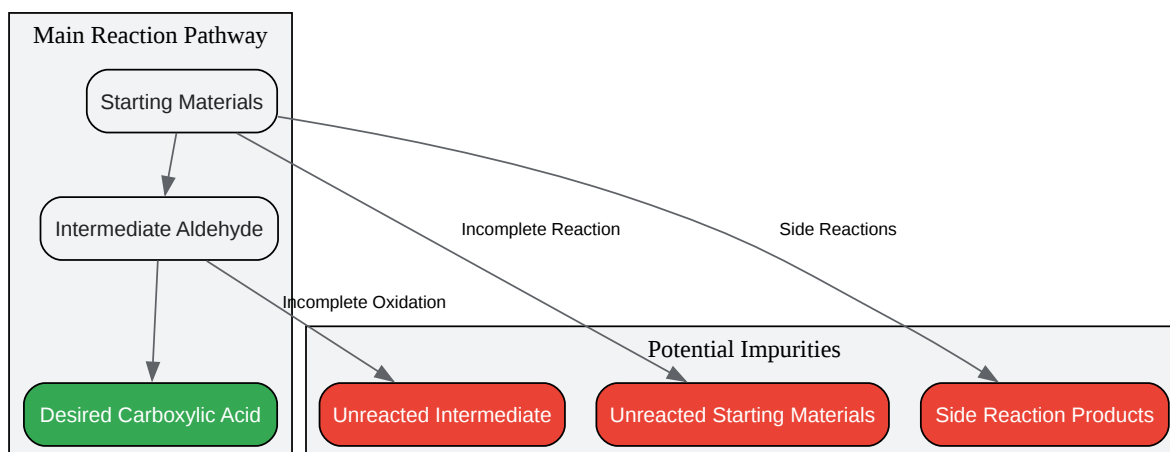 Main Reaction Pathway
Starting Materials
Intermediate Aldehyde
Incomplete Reaction
Side Reactions
Incomplete Oxidation
Potential Impurities
Desired Carboxylic Acid
Unreacted Intermediate
Unreacted Starting Materials
Side Reaction Products